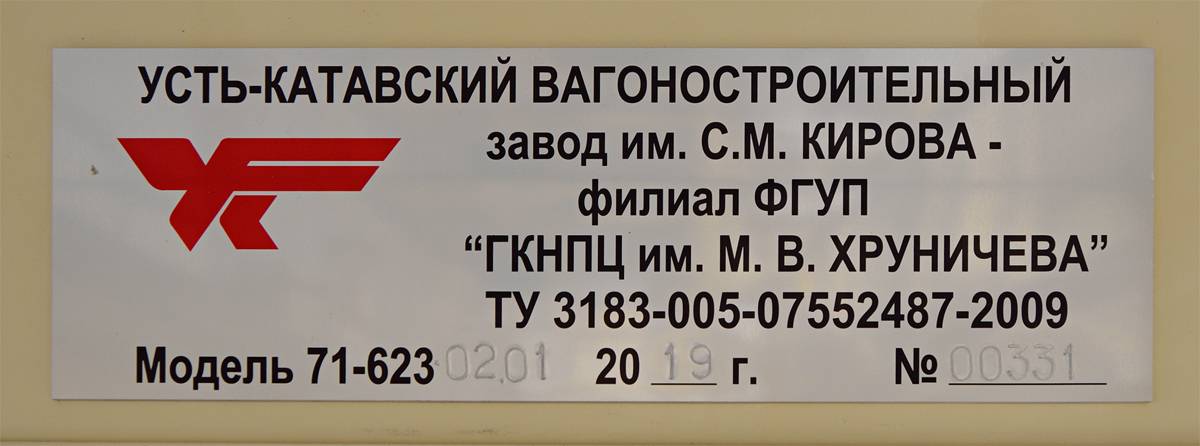 УСТЬ-КАТАВСКИЙ ВАГОНОСТРОИТЕЛЬНЫЙ
завод им. С.М. КИРОВА -
филиал ФГУП
“ГКНПЦ им. М. В. ХРУНИЧЕВА”
ТУ 3183-005-07552487-2009
Модель 71-623 02.01 20 19 г. № 00331